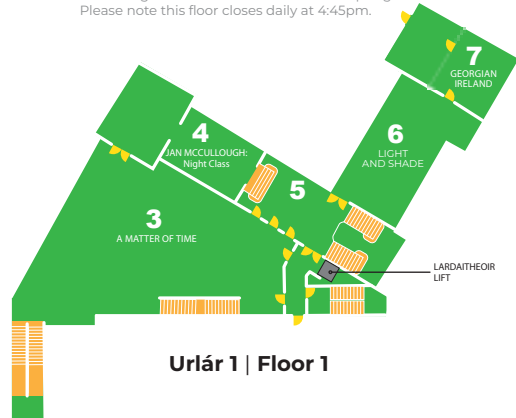 Please note this floor closes daily at 4:45pm.
7
GEORGIAN
IRELAND
6
LIGHT
AND SHADE
4
JAN MCCULLOUGH:
Night Class
5
3
A MATTER OF TIME
LARDAITHEOIR
LIFT
Urlár 1 | Floor 1